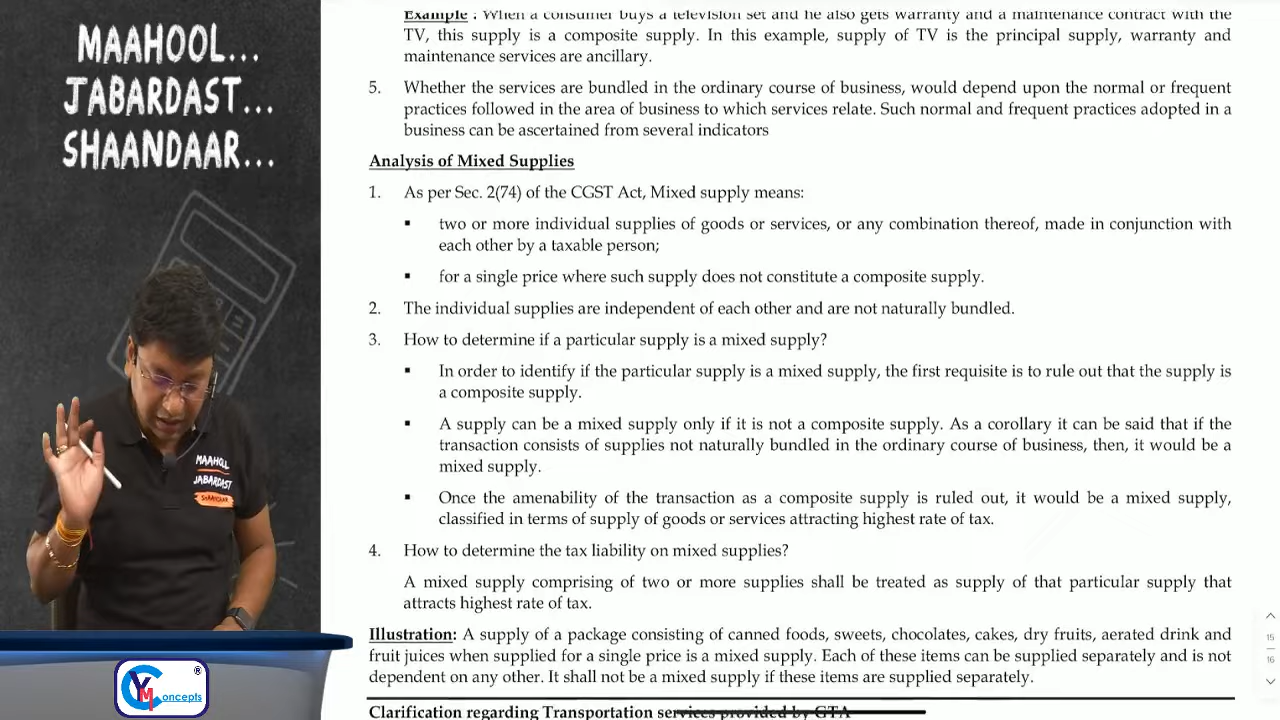 MAAHOOL...
JABARDAST...
SHAANDAAR...
MAAHOOL
JABARDAST
SHAANDAAR
CYM Concepts ®
Example : When a consumer buys a television set and he also gets warranty and a maintenance contract with the
TV, this supply is a composite supply. In this example, supply of TV is the principal supply, warranty and
maintenance services are ancillary.
5. Whether the services are bundled in the ordinary course of business, would depend upon the normal or frequent
practices followed in the area of business to which services relate. Such normal and frequent practices adopted in a
business can be ascertained from several indicators
Analysis of Mixed Supplies
1. As per Sec. 2(74) of the CGST Act, Mixed supply means:
▪ two or more individual supplies of goods or services, or any combination thereof, made in conjunction with
each other by a taxable person;
▪ for a single price where such supply does not constitute a composite supply.
2. The individual supplies are independent of each other and are not naturally bundled.
3. How to determine if a particular supply is a mixed supply?
▪ In order to identify if the particular supply is a mixed supply, the first requisite is to rule out that the supply is
a composite supply.
▪ A supply can be a mixed supply only if it is not a composite supply. As a corollary it can be said that if the
transaction consists of supplies not naturally bundled in the ordinary course of business, then, it would be a
mixed supply.
▪ Once the amenability of the transaction as a composite supply is ruled out, it would be a mixed supply,
classified in terms of supply of goods or services attracting highest rate of tax.
4. How to determine the tax liability on mixed supplies?
A mixed supply comprising of two or more supplies shall be treated as supply of that particular supply that
attracts highest rate of tax.
Illustration: A supply of a package consisting of canned foods, sweets, chocolates, cakes, dry fruits, aerated drink and
fruit juices when supplied for a single price is a mixed supply. Each of these items can be supplied separately and is not
dependent on any other. It shall not be a mixed supply if these items are supplied separately.
Clarification regarding Transportation services provided by GTA
15
16